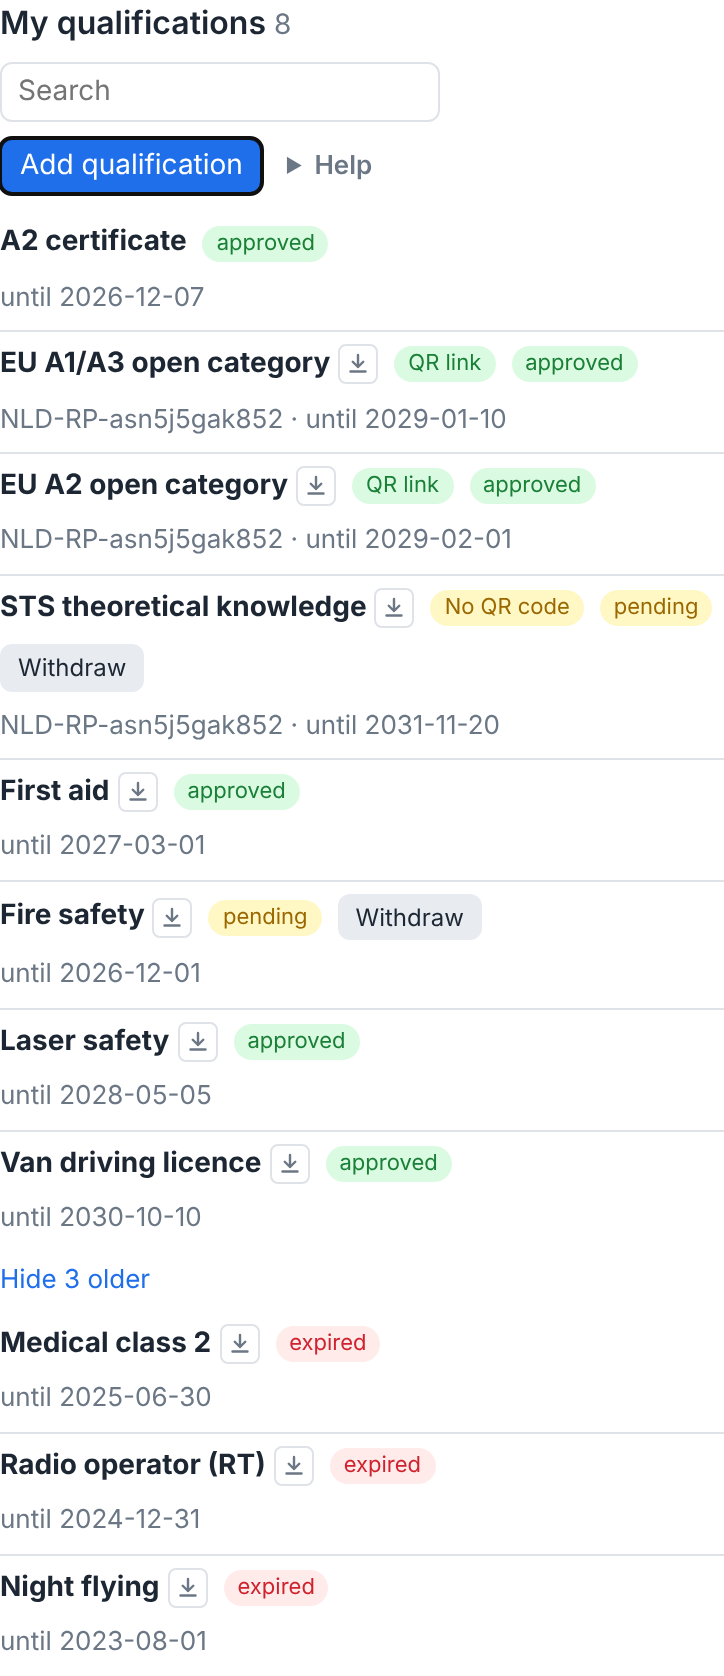 My qualifications 8
Search
Add qualification ▶ Help
A2 certificate approved
until 2026-12-07
EU A1/A3 open category QR link approved
NLD-RP-asn5j5gak852 · until 2029-01-10
EU A2 open category QR link approved
NLD-RP-asn5j5gak852 · until 2029-02-01
STS theoretical knowledge No QR code pending
Withdraw
NLD-RP-asn5j5gak852 · until 2031-11-20
First aid approved
until 2027-03-01
Fire safety pending Withdraw
until 2026-12-01
Laser safety approved
until 2028-05-05
Van driving licence approved
until 2030-10-10
Hide 3 older
Medical class 2 expired
until 2025-06-30
Radio operator (RT) expired
until 2024-12-31
Night flying expired
until 2023-08-01